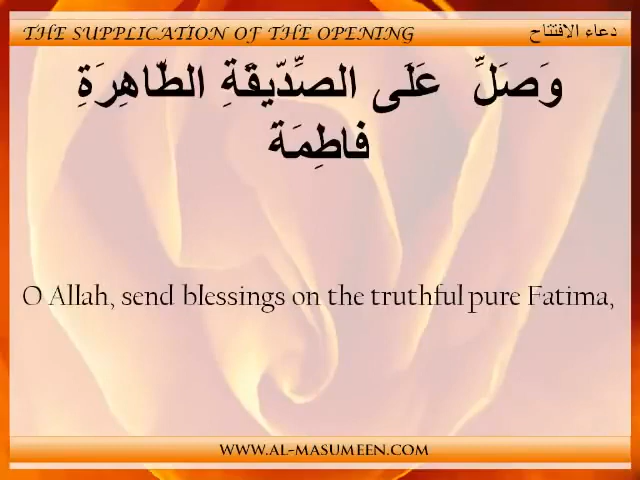 THE SUPPLICATION OF THE OPENING دعاء الافتتاح
وَصَلِّ عَلَى الصِّدّيقَةِ الطّاهِرَةِ
فاطِمَة
O Allah, send blessings on the truthful pure Fatima,
WWW.AL-MASUMEEN.COM